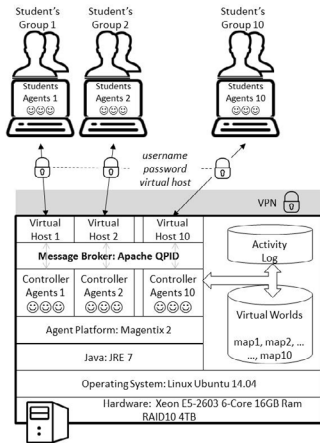 Student's
Group 1
Student's
Group 2
Student's
Group 10
Students
Agents 1
Students
Agents 2
Students
Agents 10
username
password
virtual host
VPN
Virtual
Host 1
Virtual
Host 2
Virtual
Host 10
Message Broker: Apache QPID
Activity
Log
Controller
Agents 1
Controller
Agents 2
Controller
Agents 10
Virtual Worlds
map1, map2, ...
..., map10
Agent Platform: Magentix 2
Java: JRE 7
Operating System: Linux Ubuntu 14.04
Hardware: Xeon E5-2603 6-Core 16GB Ram
RAID10 4TB